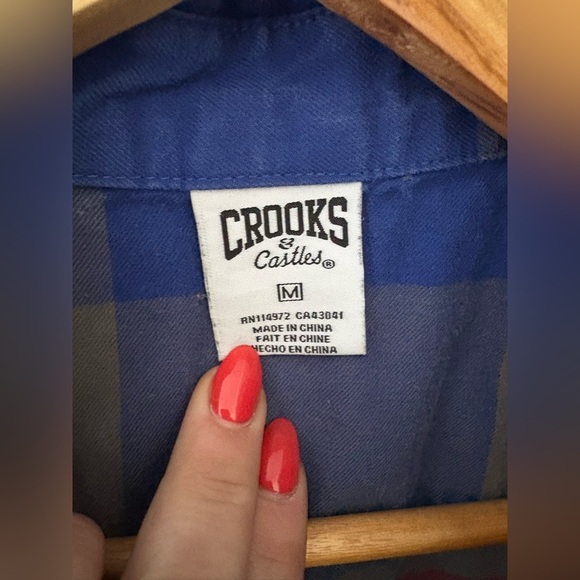 CROOKS
&
Castles®
M
RN114972 CA43041
MADE IN CHINA
FAIT EN CHINE
HECHO EN CHINA